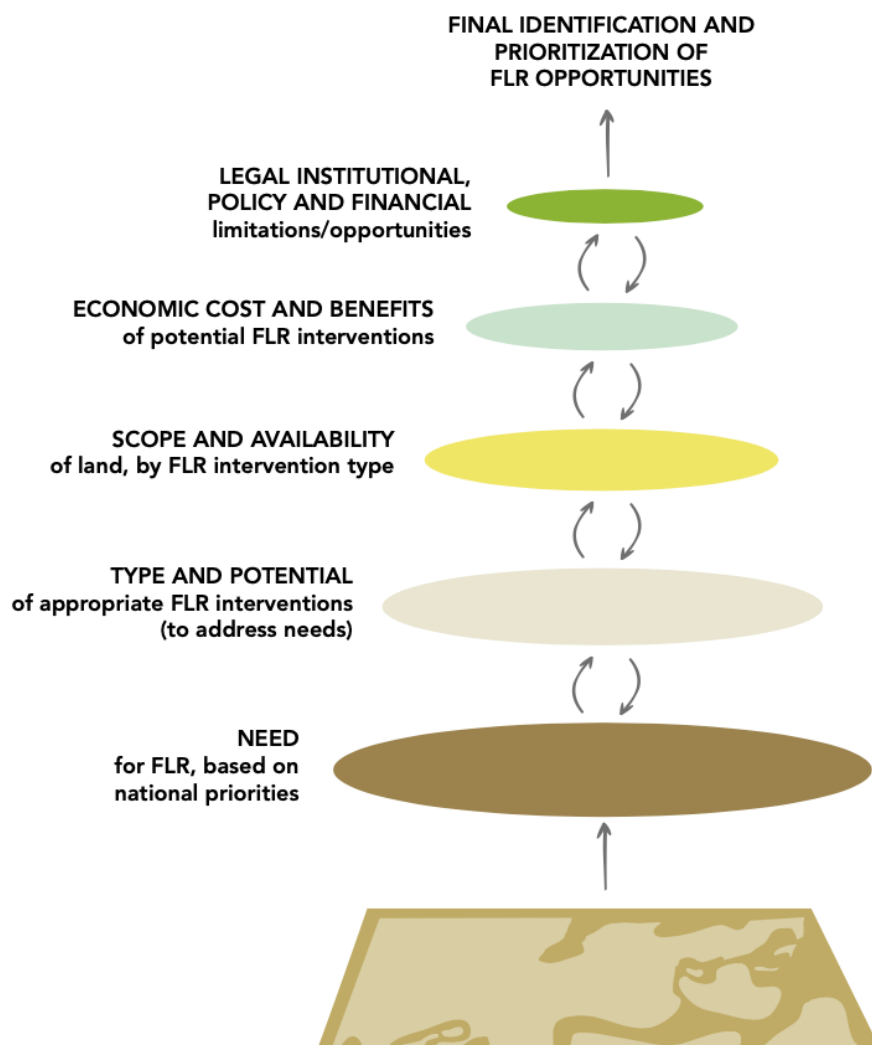 FINAL IDENTIFICATION AND
PRIORITIZATION OF
FLR OPPORTUNITIES
LEGAL INSTITUTIONAL,
POLICY AND FINANCIAL
limitations/opportunities
ECONOMIC COST AND BENEFITS
of potential FLR interventions
SCOPE AND AVAILABILITY
of land, by FLR intervention type
TYPE AND POTENTIAL
of appropriate FLR interventions
(to address needs)
NEED
for FLR, based on
national priorities